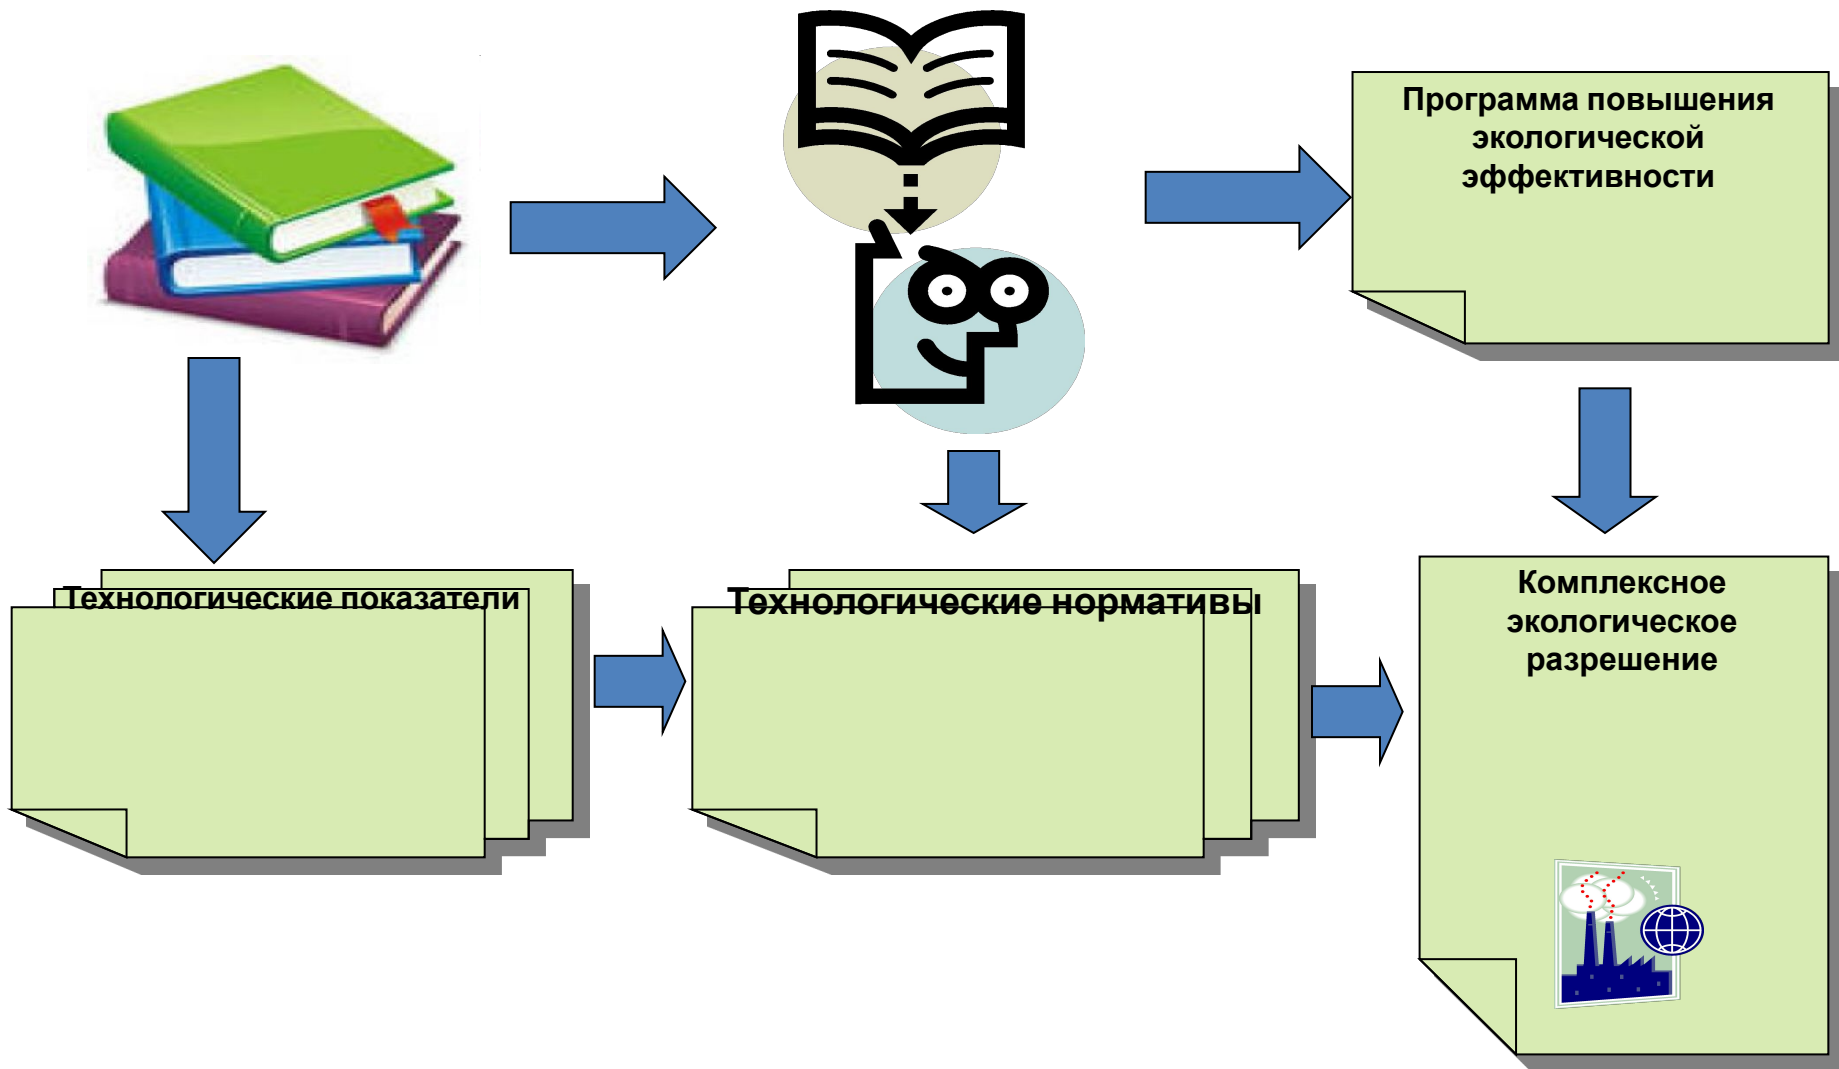 Программа повышения
экологической
эффективности
Технологические показатели
Технологические нормативы
Комплексное
экологическое
разрешение